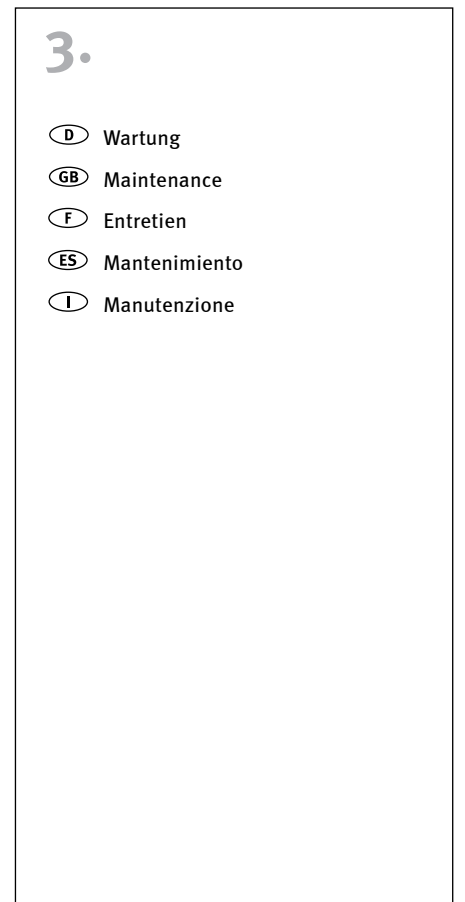 3.
D Wartung
GB Maintenance
F Entretien
ES Mantenimiento
I Manutenzione